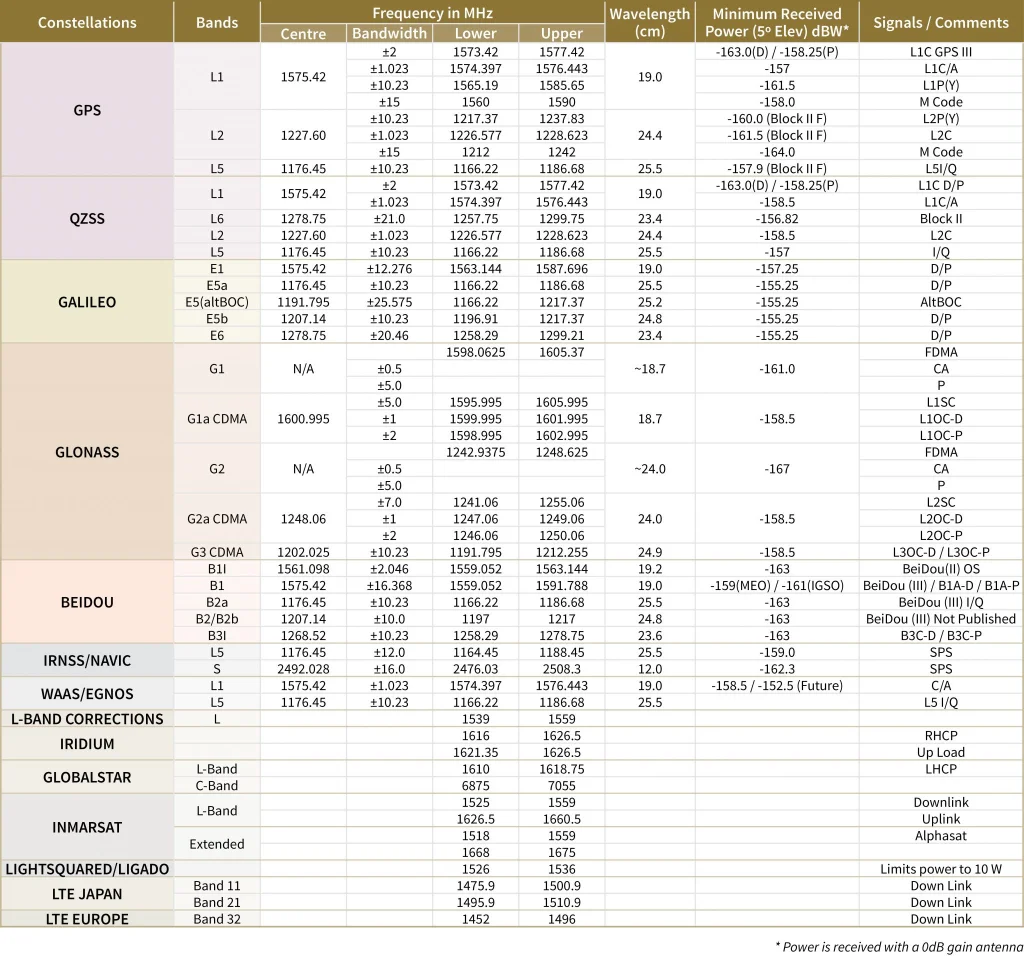 Constellations Bands Frequency in MHz Wavelength (cm) Minimum Received Power (5º Elev) dBW* Signals / Comments
Centre Bandwidth Lower Upper
GPS L1 1575.42 ±2 1573.42 1577.42 19.0 -163.0(D) / -158.25(P) L1C GPS III
±1.023 1574.397 1576.443 -157 L1C/A
±10.23 1565.19 1585.65 -161.5 L1P(Y)
±15 1560 1590 -158.0 M Code
L2 1227.60 ±10.23 1217.37 1237.83 24.4 -160.0 (Block II F) L2P(Y)
±1.023 1226.577 1228.623 -161.5 (Block II F) L2C
±15 1212 1242 -164.0 M Code
L5 1176.45 ±10.23 1166.22 1186.68 25.5 -157.9 (Block II F) L5I/Q
QZSS L1 1575.42 ±2 1573.42 1577.42 19.0 -163.0(D) / -158.25(P) L1C D/P
±1.023 1574.397 1576.443 -158.5 L1C/A
L6 1278.75 ±21.0 1257.75 1299.75 23.4 -156.82 Block II
L2 1227.60 ±1.023 1226.577 1228.623 24.4 -158.5 L2C
L5 1176.45 ±10.23 1166.22 1186.68 25.5 -157 I/Q
GALILEO E1 1575.42 ±12.276 1563.144 1587.696 19.0 -157.25 D/P
E5a 1176.45 ±10.23 1166.22 1186.68 25.5 -155.25 D/P
E5(altBOC) 1191.795 ±25.575 1166.22 1217.37 25.2 -155.25 AltBOC
E5b 1207.14 ±10.23 1196.91 1217.37 24.8 -155.25 D/P
E6 1278.75 ±20.46 1258.29 1299.21 23.4 -155.25 D/P
GLONASS G1 N/A 1598.0625 1605.37 ~18.7 -161.0 FDMA
±0.5 CA
±5.0 P
G1a CDMA 1600.995 ±5.0 1595.995 1605.995 18.7 -158.5 L1SC
±1 1599.995 1601.995 L1OC-D
±2 1598.995 1602.995 L1OC-P
G2 N/A 1242.9375 1248.625 ~24.0 -167 FDMA
±0.5 CA
±5.0 P
G2a CDMA 1248.06 ±7.0 1241.06 1255.06 24.0 -158.5 L2SC
±1 1247.06 1249.06 L2OC-D
±2 1246.06 1250.06 L2OC-P
G3 CDMA 1202.025 ±10.23 1191.795 1212.255 24.9 -158.5 L3OC-D / L3OC-P
BEIDOU B1I 1561.098 ±2.046 1559.052 1563.144 19.2 -163 BeiDou(II) OS
B1 1575.42 ±16.368 1559.052 1591.788 19.0 -159(MEO) / -161(IGSO) BeiDou (III) / B1A-D / B1A-P
B2a 1176.45 ±10.23 1166.22 1186.68 25.5 -163 BeiDou (III) I/Q
B2/B2b 1207.14 ±10.0 1197 1217 24.8 -163 BeiDou (III) Not Published
B3I 1268.52 ±10.23 1258.29 1278.75 23.6 -163 B3C-D / B3C-P
IRNSS/NAVIC L5 1176.45 ±12.0 1164.45 1188.45 25.5 -159.0 SPS
S 2492.028 ±16.0 2476.03 2508.3 12.0 -162.3 SPS
WAAS/EGNOS L1 1575.42 ±1.023 1574.397 1576.443 19.0 -158.5 / -152.5 (Future) C/A
L5 1176.45 ±10.23 1166.22 1186.68 25.5 L5 I/Q
L-BAND CORRECTIONS L 1539 1559
IRIDIUM 1616 1626.5 RHCP
1621.35 1626.5 Up Load
GLOBALSTAR L-Band 1610 1618.75 LHCP
C-Band 6875 7055
INMARSAT L-Band 1525 1559 Downlink
1626.5 1660.5 Uplink
Extended 1518 1559 Alphasat
1668 1675
LIGHTSQUARED/LIGADO 1526 1536 Limits power to 10 W
LTE JAPAN Band 11 1475.9 1500.9 Down Link
Band 21 1495.9 1510.9 Down Link
LTE EUROPE Band 32 1452 1496 Down Link
* Power is received with a 0dB gain antenna